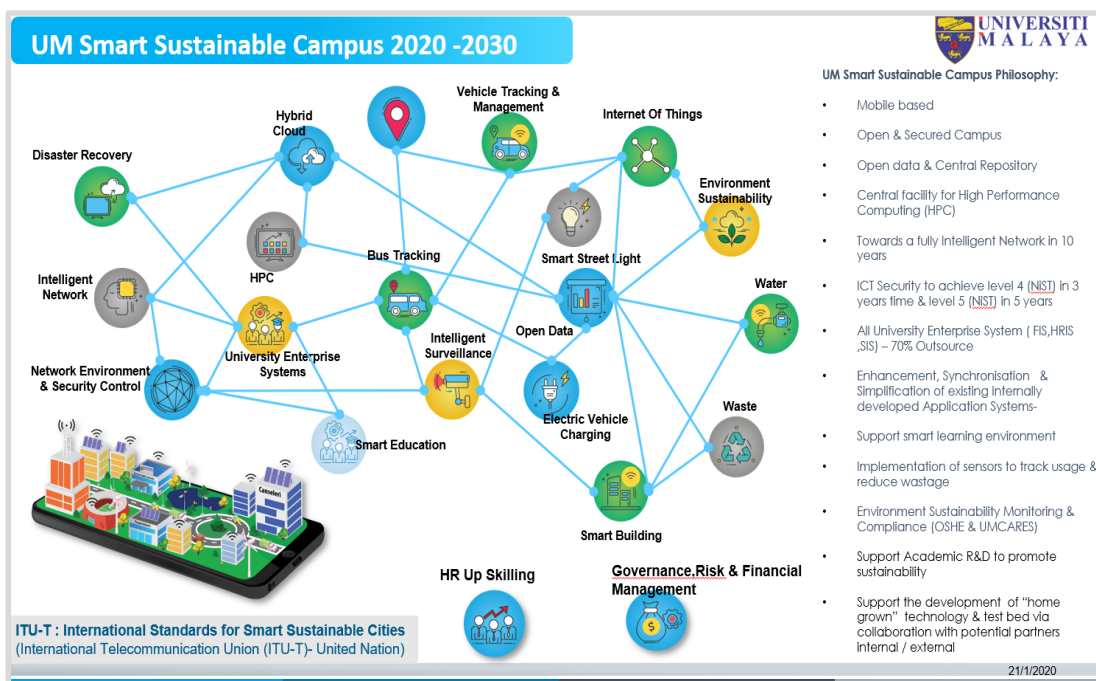 UM Smart Sustainable Campus 2020 -2030
UNIVERSITI
MALAYA
Vehicle Tracking &
Management
Hybrid
Cloud
Internet Of Things
Disaster Recovery
Environment
Sustainability
HPC
Bus Tracking
Smart Street Light
Intelligent
Network
Water
Open Data
University Enterprise
Systems
Intelligent
Surveillance
Network Environment
& Security Control
Electric Vehicle
Charging
Waste
Smart Education
Canselori
Smart Building
HR Up Skilling
Governance,Risk & Financial
Management
ITU-T : International Standards for Smart Sustainable Cities
(International Telecommunication Union (ITU-T)- United Nation)
UM Smart Sustainable Campus Philosophy:
• Mobile based
• Open & Secured Campus
• Open data & Central Repository
• Central facility for High Performance
Computing (HPC)
• Towards a fully Intelligent Network in 10
years
• ICT Security to achieve level 4 (NIST) in 3
years time & level 5 (NIST) in 5 years
• All University Enterprise System ( FIS,HRIS
,SIS) – 70% Outsource
• Enhancement, Synchronisation &
Simplification of existing Internally
developed Application Systems-
• Support smart learning environment
• Implementation of sensors to track usage &
reduce wastage
• Environment Sustainability Monitoring &
Compliance (OSHE & UMCARES)
• Support Academic R&D to promote
sustainability
• Support the development of “home
grown” technology & test bed via
collaboration with potential partners
internal / external
21/1/2020